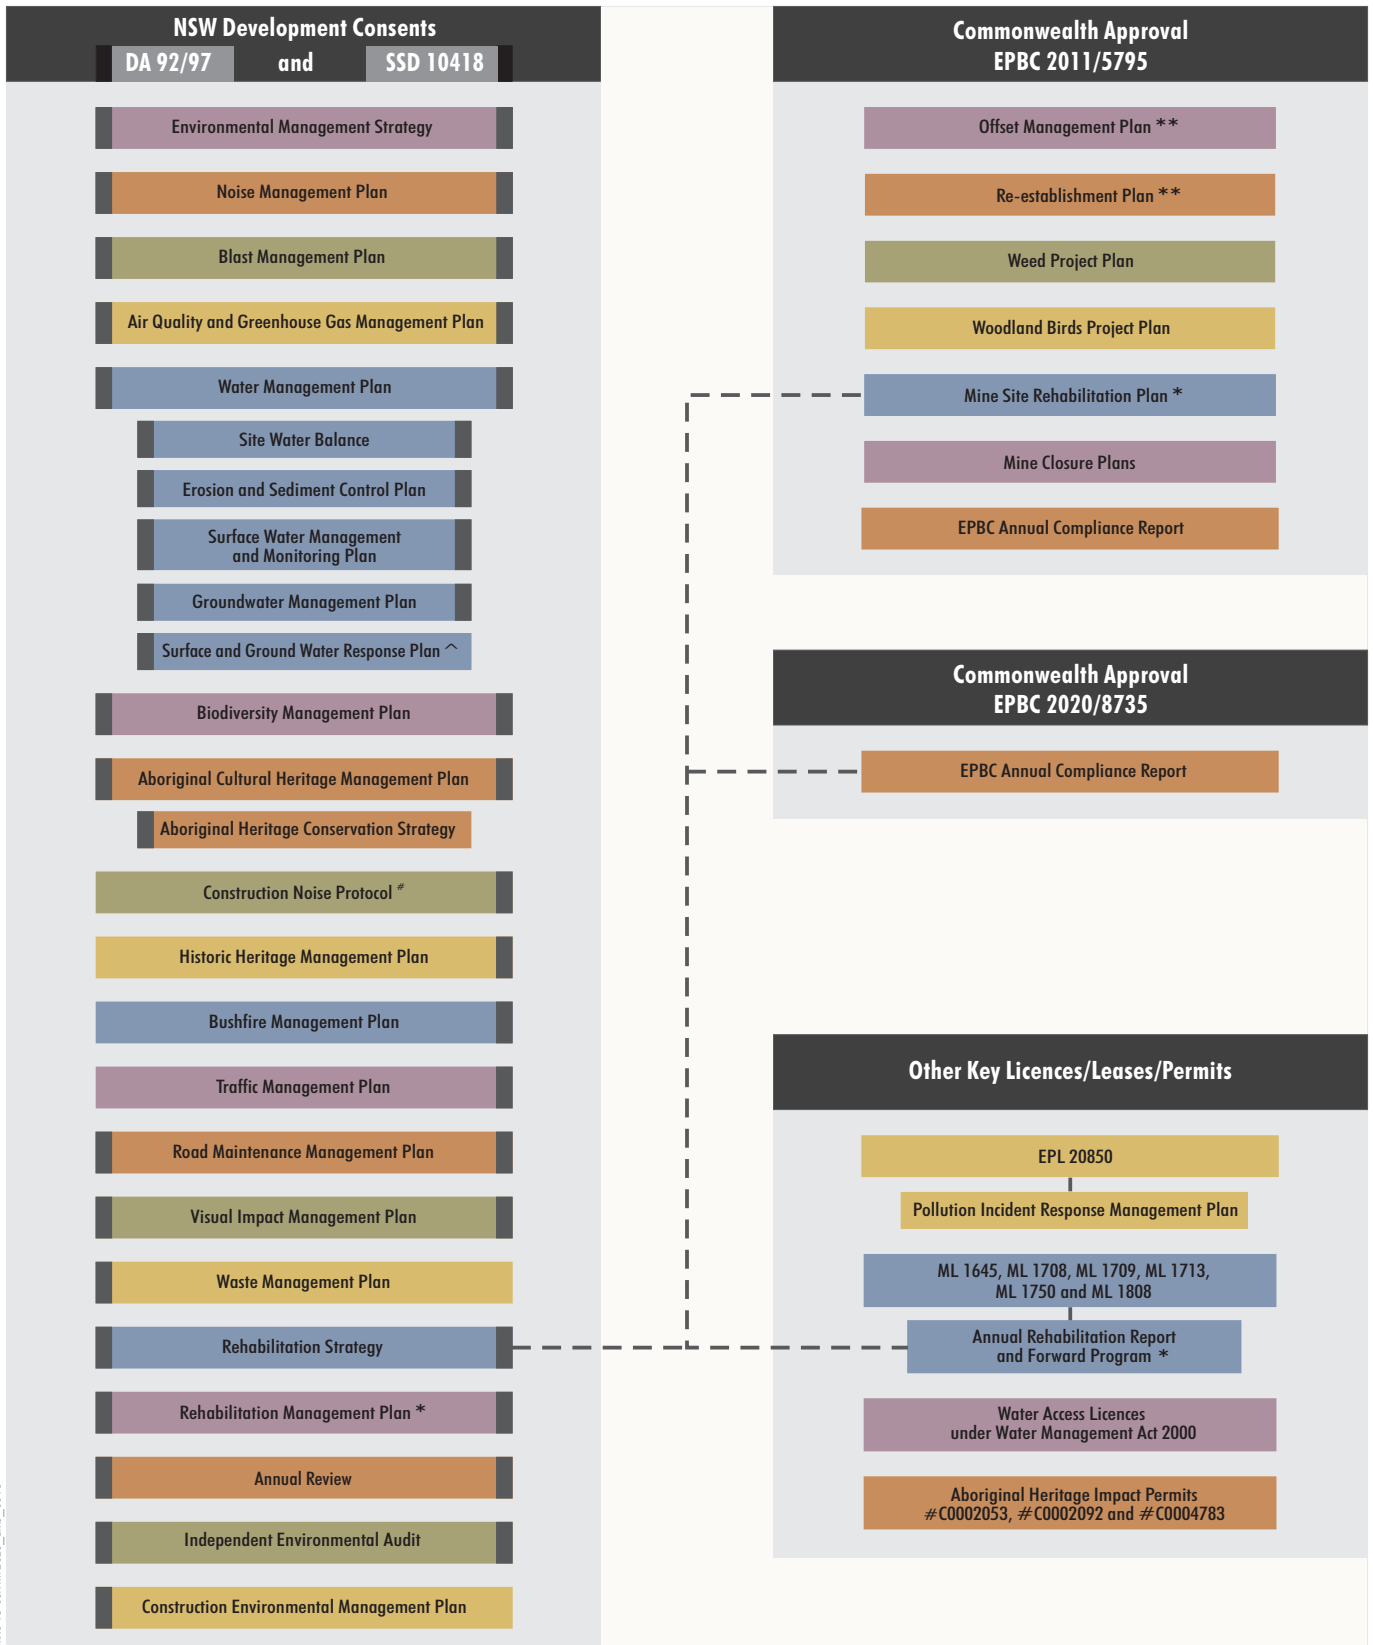 NSW Development Consents
DA 92/97 and SSD 10418
Environmental Management Strategy
Noise Management Plan
Blast Management Plan
Air Quality and Greenhouse Gas Management Plan
Water Management Plan
Site Water Balance
Erosion and Sediment Control Plan
Surface Water Management
and Monitoring Plan
Groundwater Management Plan
Surface and Ground Water Response Plan ^
Biodiversity Management Plan
Aboriginal Cultural Heritage Management Plan
Aboriginal Heritage Conservation Strategy
Construction Noise Protocol #
Historic Heritage Management Plan
Bushfire Management Plan
Traffic Management Plan
Road Maintenance Management Plan
Visual Impact Management Plan
Waste Management Plan
Rehabilitation Strategy
Rehabilitation Management Plan *
Annual Review
Independent Environmental Audit
Construction Environmental Management Plan
Commonwealth Approval
EPBC 2011/5795
Offset Management Plan **
Re-establishment Plan **
Weed Project Plan
Woodland Birds Project Plan
Mine Site Rehabilitation Plan *
Mine Closure Plans
EPBC Annual Compliance Report
Commonwealth Approval
EPBC 2020/8735
EPBC Annual Compliance Report
Other Key Licences/Leases/Permits
EPL 20850
Pollution Incident Response Management Plan
ML 1645, ML 1708, ML 1709, ML 1713,
ML 1750 and ML 1808
Annual Rehabilitation Report
and Forward Program *
Water Access Licences
under Water Management Act 2000
Aboriginal Heritage Impact Permits
#C0002053, #C0002092 and #C0004783